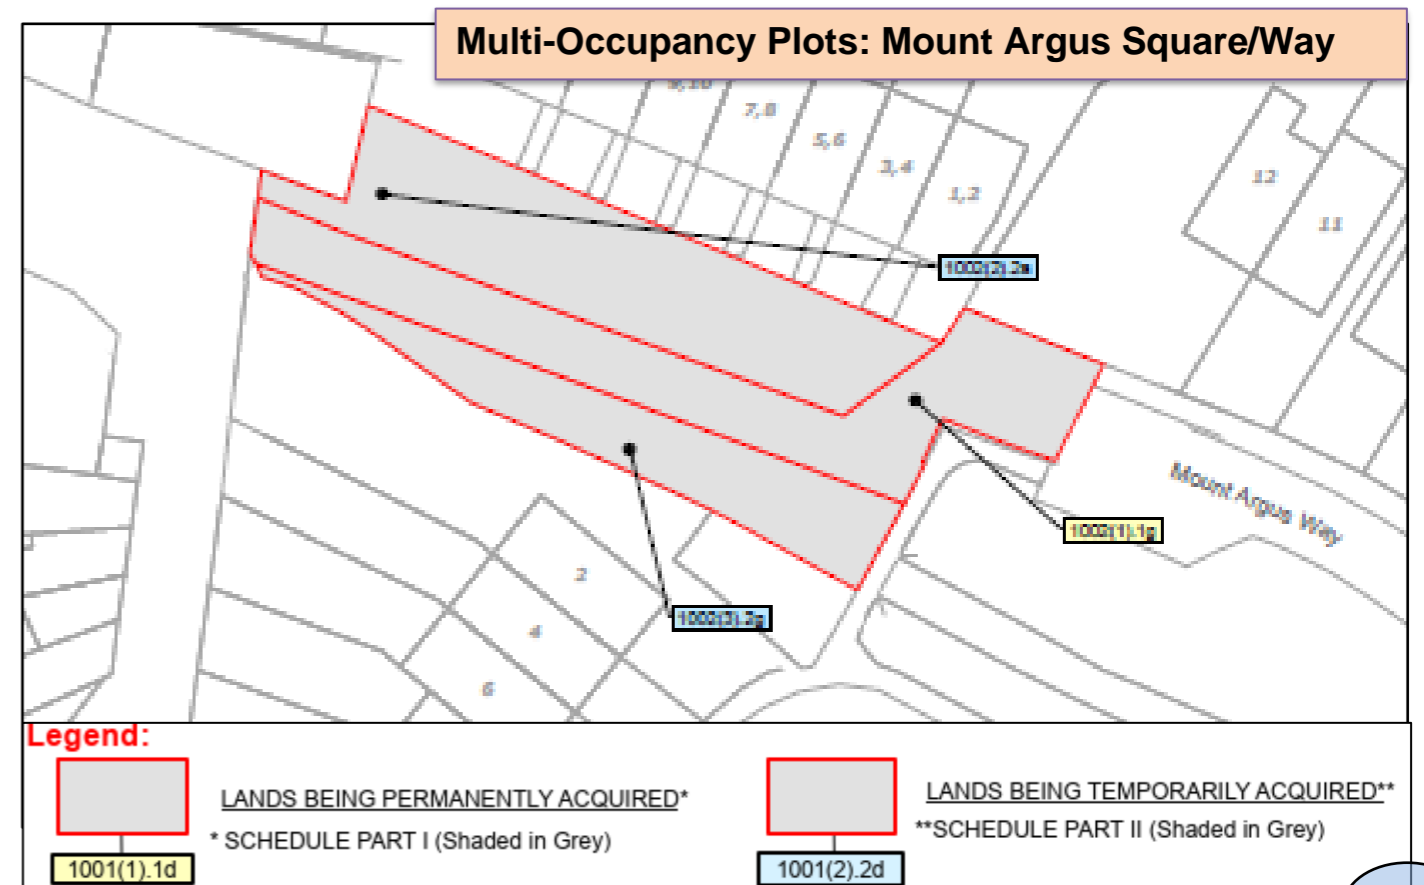 Multi-Occupancy Plots: Mount Argus Square/Way
9,10
7,8
5,6
3,4
1,2
12
11
1002(2).2a
Mount Argus Way
1002(1).1g
1002(3).2g
2
4
6
Legend:
LANDS BEING PERMANENTLY ACQUIRED*
* SCHEDULE PART I (Shaded in Grey)
1001(1).1d
LANDS BEING TEMPORARILY ACQUIRED**
**SCHEDULE PART II (Shaded in Grey)
1001(2).2d